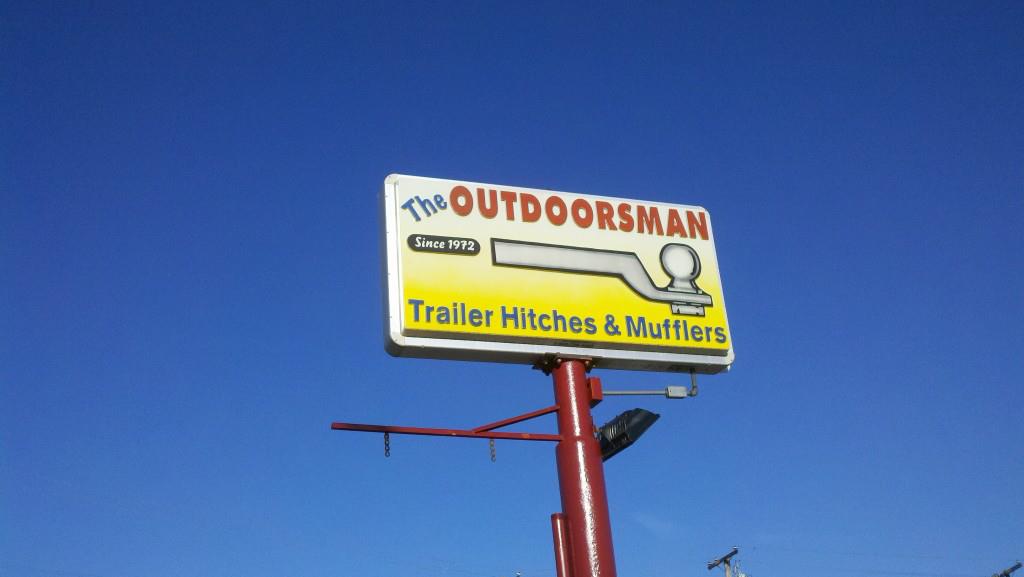 The OUTDOORSMAN
Since 1972
Trailer Hitches & Mufflers